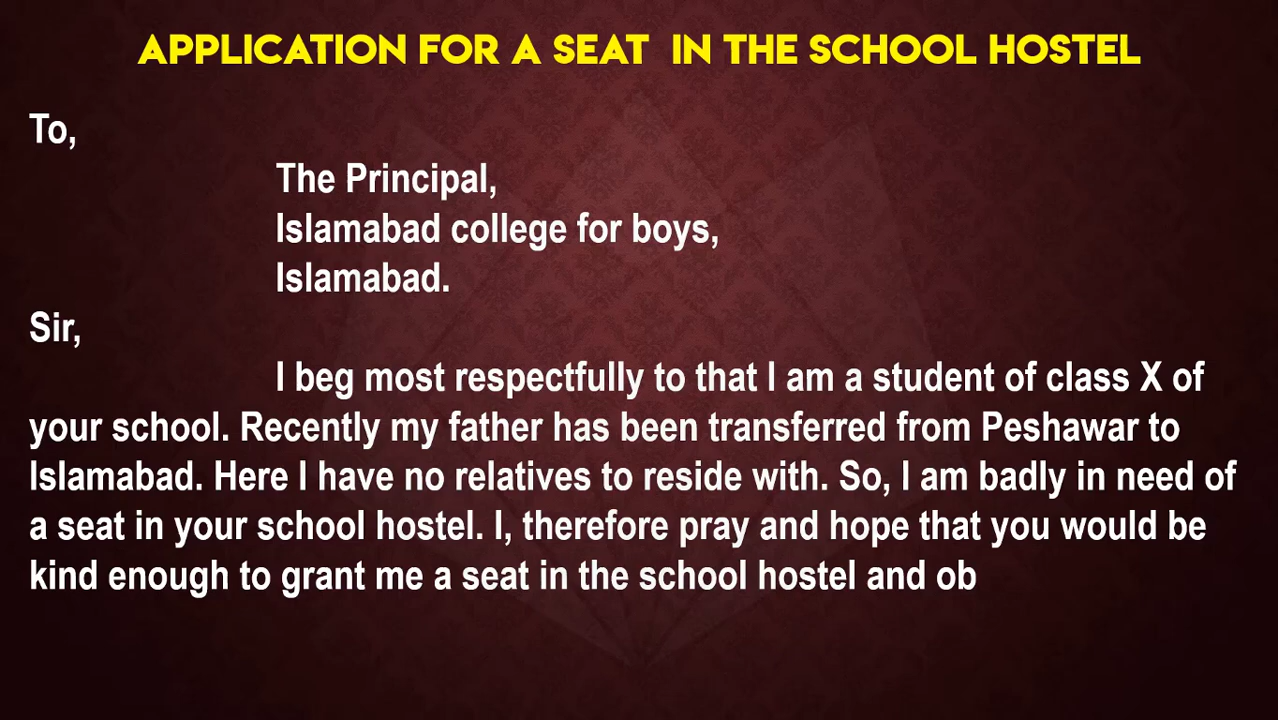 APPLICATION FOR A SEAT IN THE SCHOOL HOSTEL
To,
The Principal,
Islamabad college for boys,
Islamabad.
Sir,
I beg most respectfully to that I am a student of class X of
your school. Recently my father has been transferred from Peshawar to
Islamabad. Here I have no relatives to reside with. So, I am badly in need of
a seat in your school hostel. I, therefore pray and hope that you would be
kind enough to grant me a seat in the school hostel and ob